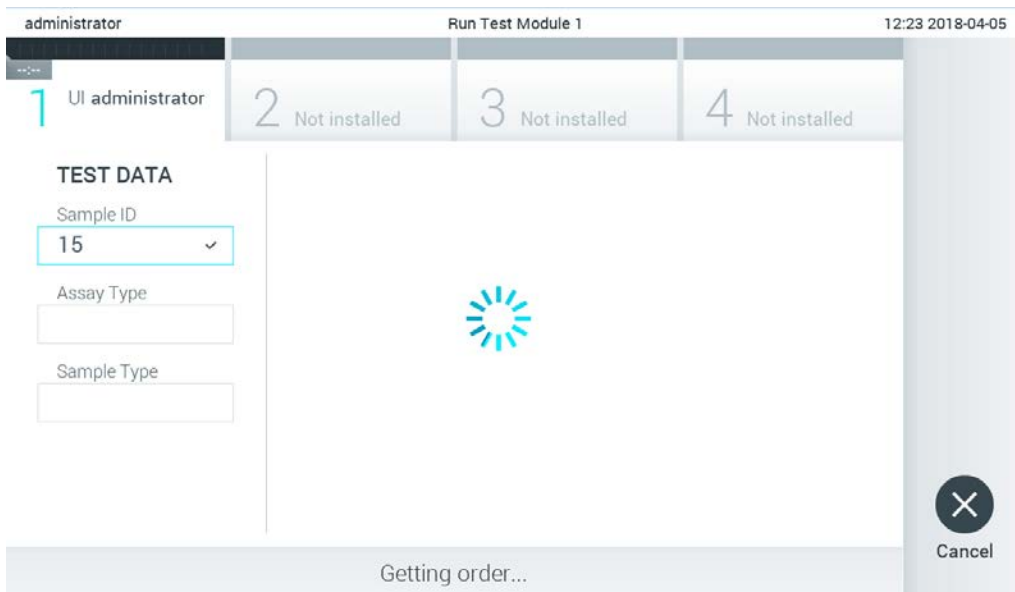 administrator Run Test Module 1 12:23 2018-04-05
--:--
1 UI administrator 2 Not installed 3 Not installed 4 Not installed
TEST DATA
Sample ID
15
Assay Type
Sample Type
Cancel
Getting order...